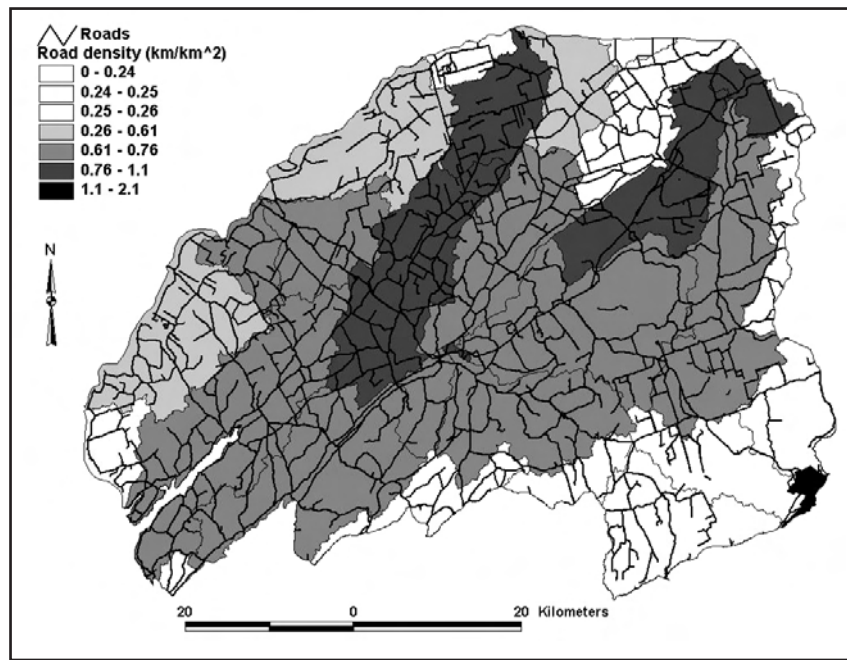 Roads
Road density (km/km^2)
0 - 0.24
0.24 - 0.25
0.25 - 0.26
0.26 - 0.61
0.61 - 0.76
0.76 - 1.1
1.1 - 2.1
N
20 0 20 Kilometers